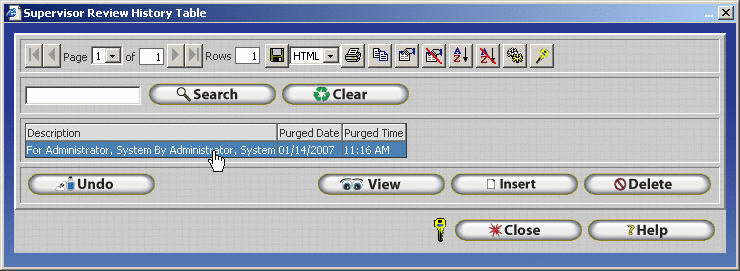 Supervisor Review History Table
Page 1 of 1 Rows 1 HTML
Search Clear
Description Purged Date Purged Time
For Administrator, System By Administrator, System 01/14/2007 11:16 AM
Undo View Insert Delete
Close ?Help